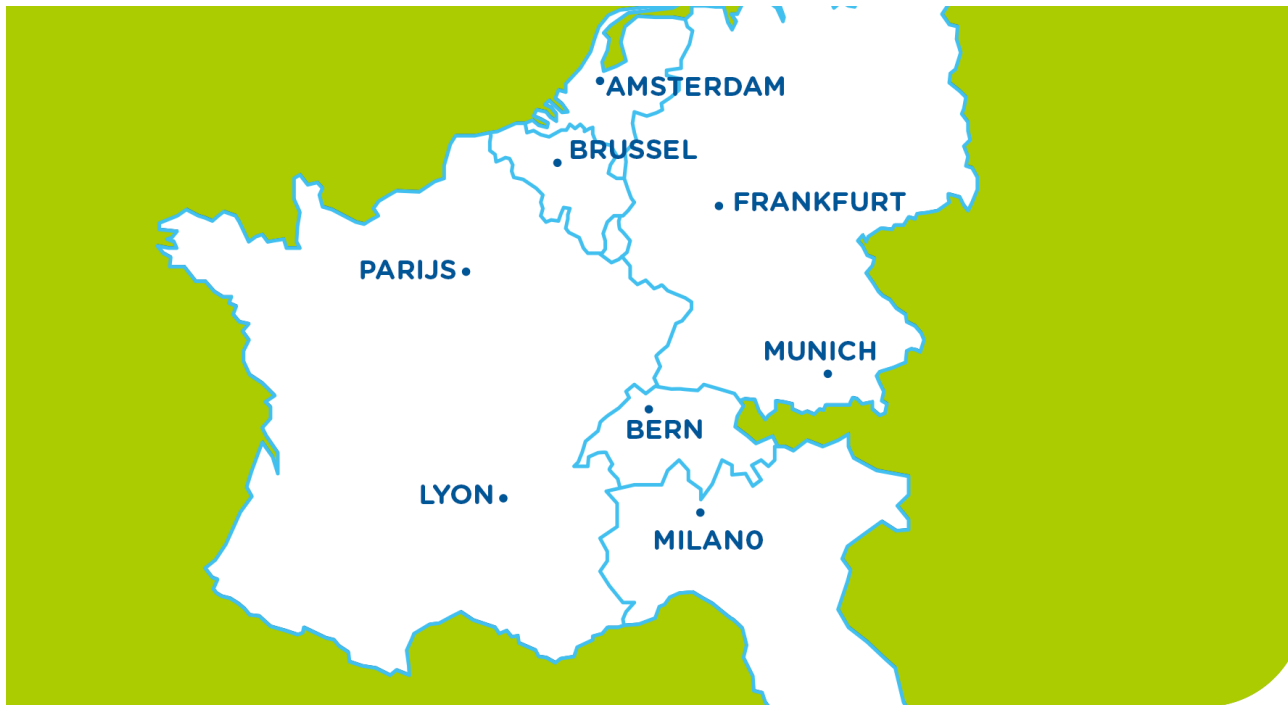 AMSTERDAM
BRUSSEL
FRANKFURT
PARIJS
MUNICH
BERN
LYON
MILANO